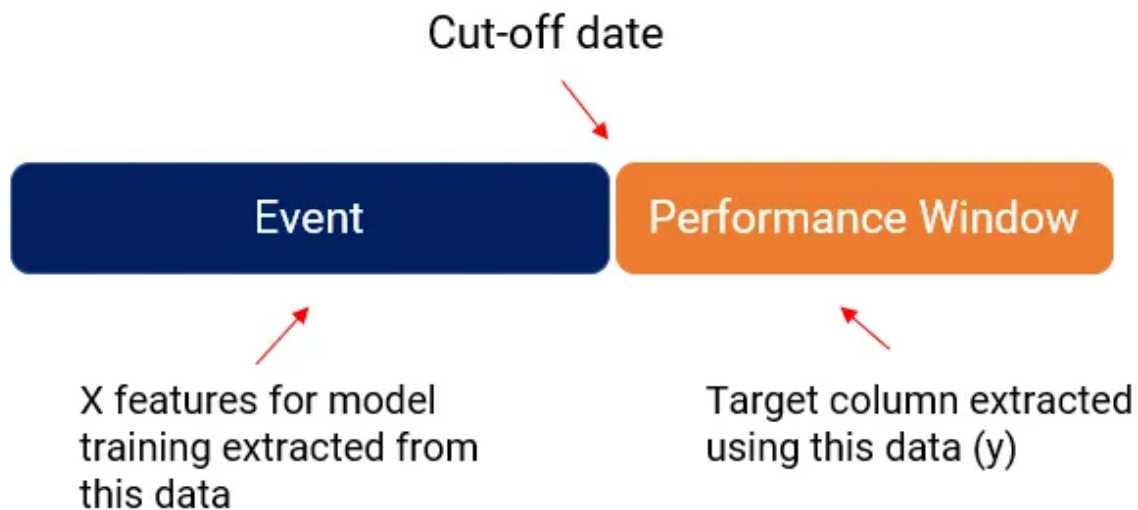 Cut-off date
Event
Performance Window
X features for model
training extracted from
this data
Target column extracted
using this data (y)